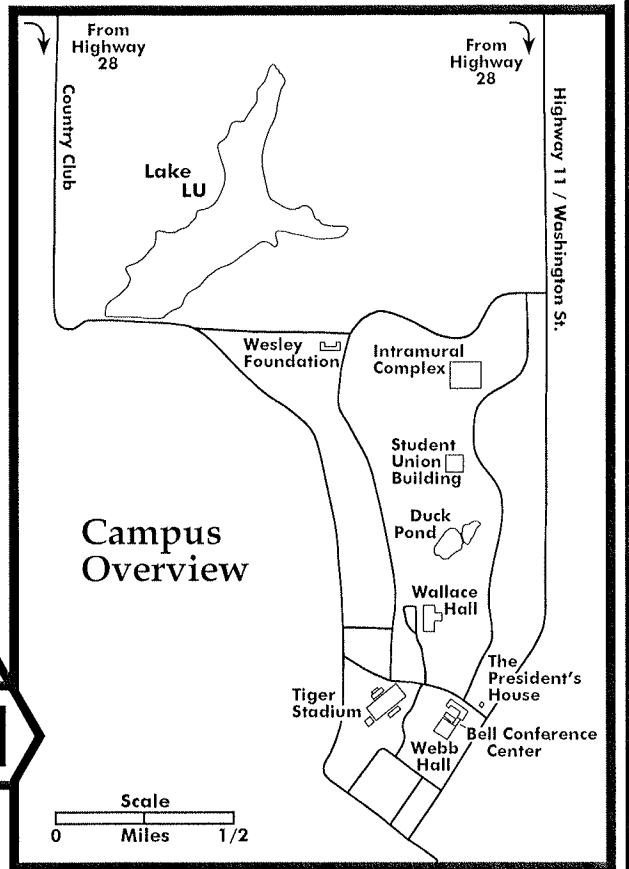 From
Highway
28
From
Highway
28
Country Club
Highway 11 / Washington St.
Lake
LU
Wesley
Foundation
Intramural
Complex
Student
Union
Building
Duck
Pond
Campus
Overview
Wallace
Hall
The
President's
House
Tiger
Stadium
Bell Conference
Center
Webb
Hall
Scale
0 Miles 1/2